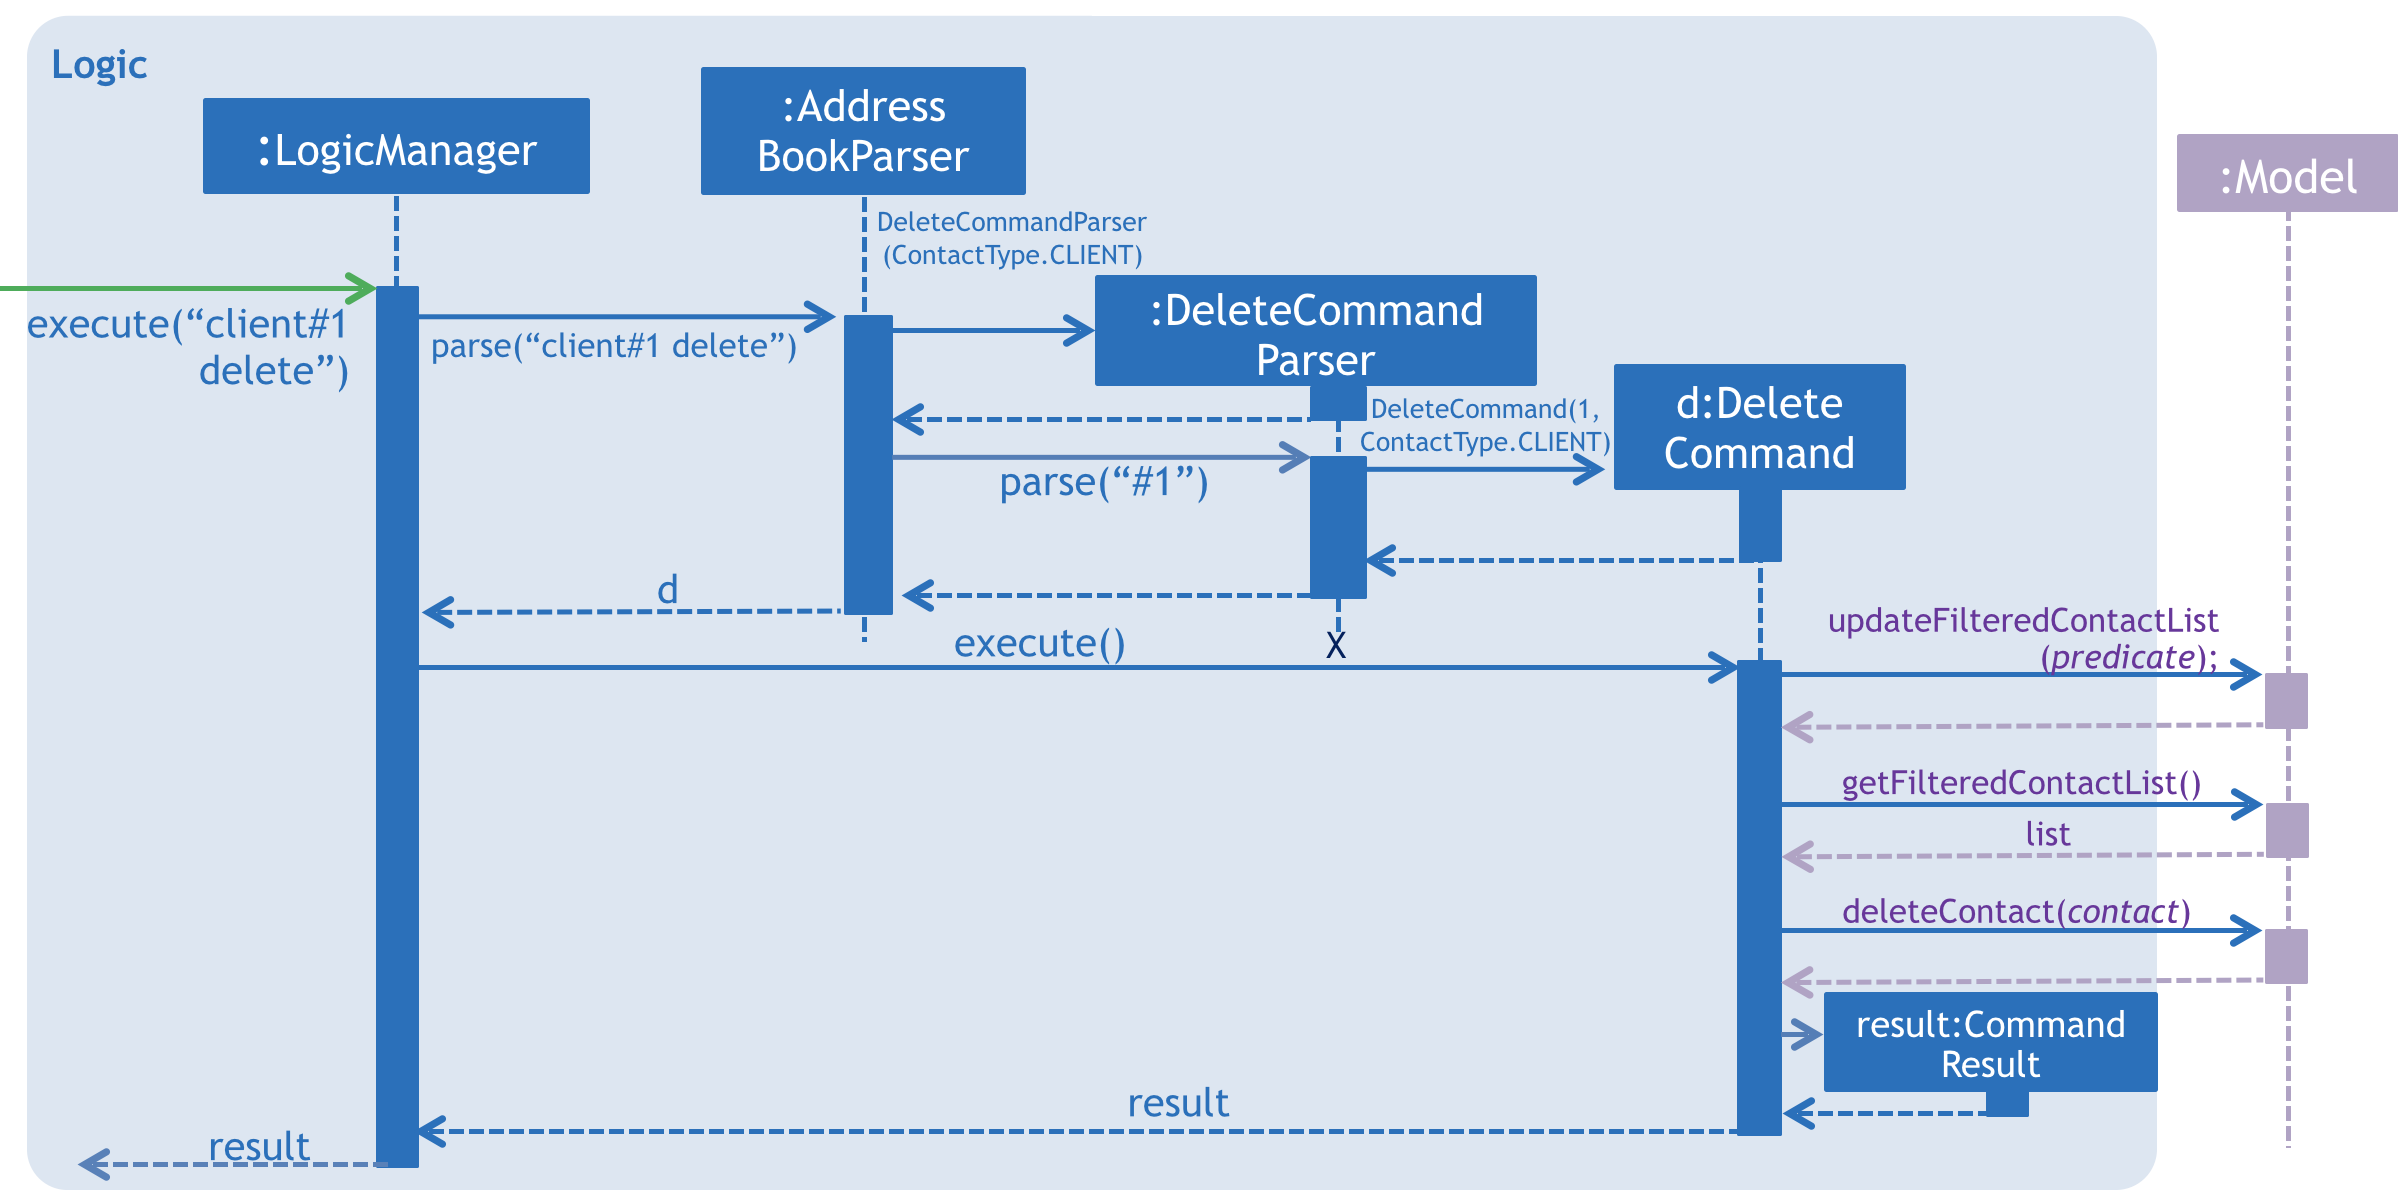 Logic
:LogicManager
:Address
BookParser
:Model
DeleteCommandParser
(ContactType.CLIENT)
execute(“client#1
delete”)
parse(“client#1 delete”)
:DeleteCommand
Parser
DeleteCommand(1,
ContactType.CLIENT)
d:Delete
Command
parse(“#1”)
d
X
execute()
updateFilteredContactList
(predicate);
getFilteredContactList()
list
deleteContact(contact)
result:Command
Result
result
result